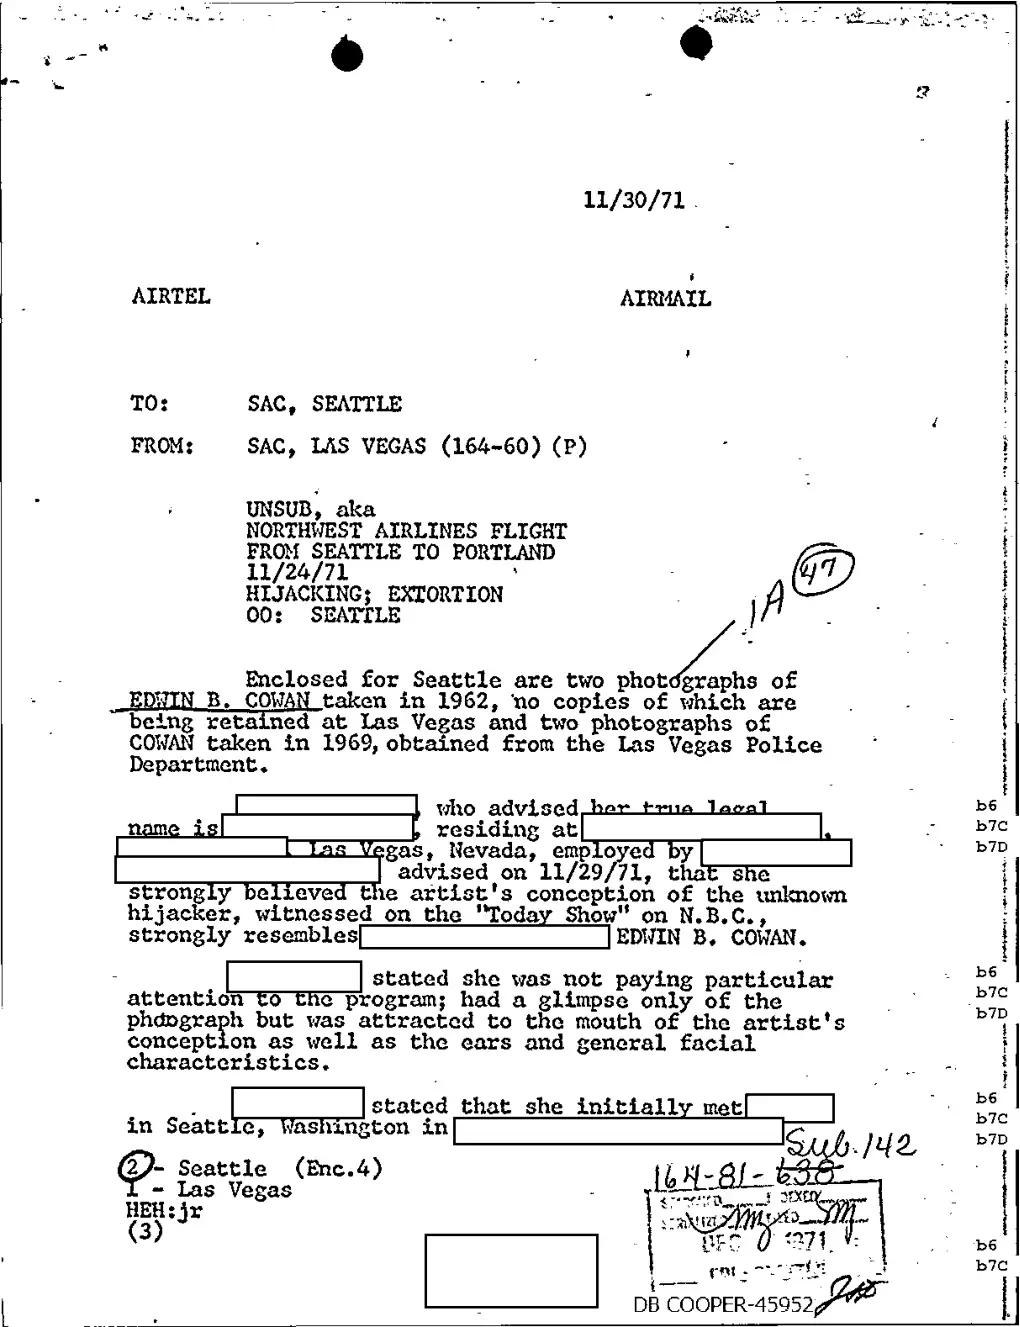 11/30/71
AIRTEL AIRMAIL
TO: SAC, SEATTLE
FROM: SAC, LAS VEGAS (164-60) (P)
UNSUB, aka
NORTHWEST AIRLINES FLIGHT
FROM SEATTLE TO PORTLAND
11/24/71
HIJACKING; EXTORTION
OO: SEATTLE
1A 47
Enclosed for Seattle are two photographs of
EDWIN B. COWAN taken in 1962, no copies of which are
being retained at Las Vegas and two photographs of
COWAN taken in 1969, obtained from the Las Vegas Police
Department.
, who advised her true legal b6
name is , residing at , b7C
Las Vegas, Nevada, employed by b7D
advised on 11/29/71, that she
strongly believed the artist's conception of the unknown
hijacker, witnessed on the "Today Show" on N.B.C.,
strongly resembles EDWIN B. COWAN.
stated she was not paying particular b6
attention to the program; had a glimpse only of the b7C
phtograph but was attracted to the mouth of the artist's b7D
conception as well as the ears and general facial
characteristics.
stated that she initially met b6
in Seattle, Washington in b7C
b7D
Sub. 142
2 - Seattle (Enc.4)
164-81-638
1 - Las Vegas
HEH:jr
(3)
DEC 1971
b6
b7C
DB COOPER-45952